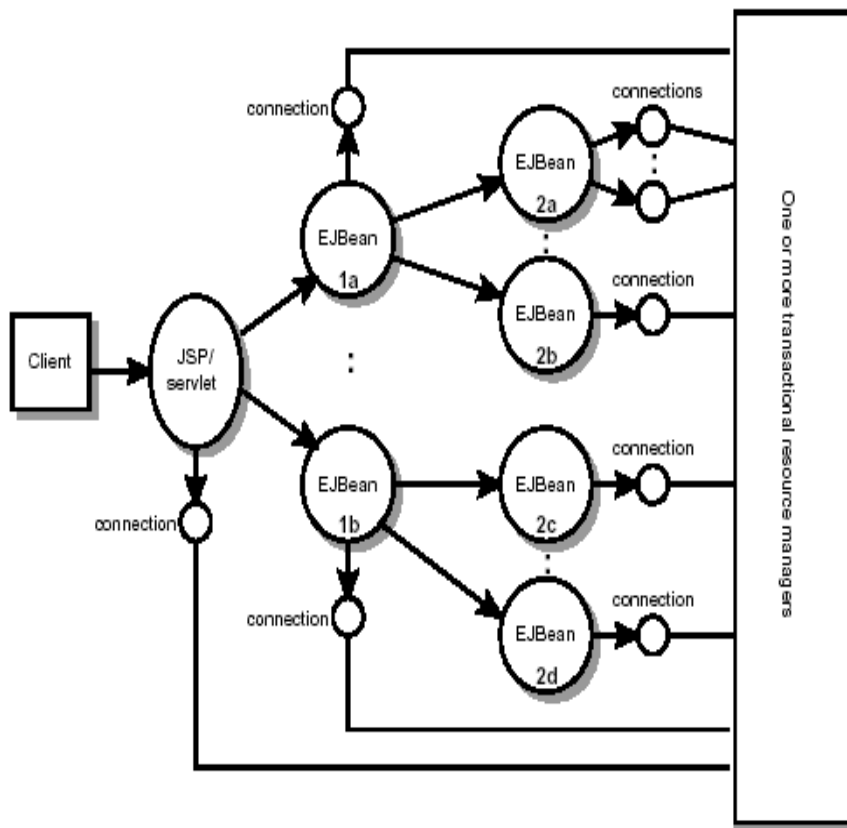 connections
connection
EJBean
2a
EJBean
1a
connection
EJBean
2b
Client
JSP/
servlet
connection
EJBean
1b
connection
EJBean
2c
connection
connection
EJBean
2d
connection
One or more transactional resource managers